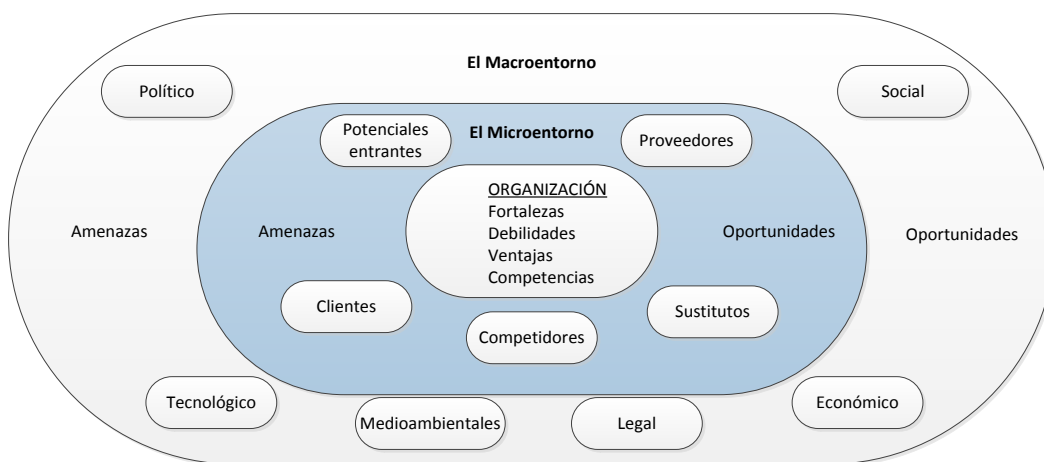 El Macroentorno
Político
Social
El Microentorno
Potenciales
entrantes
Proveedores
ORGANIZACIÓN
Fortalezas
Debilidades
Ventajas
Competencias
Amenazas
Amenazas
Oportunidades
Oportunidades
Clientes
Sustitutos
Competidores
Tecnológico
Económico
Medioambientales
Legal